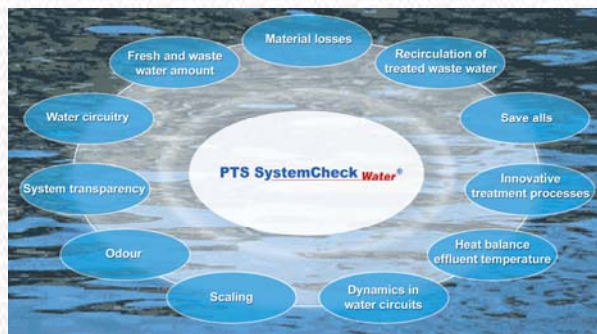 Material losses
Recirculation of
treated waste water
Save alls
Innovative
treatment processes
Heat balance
effluent temperature
Dynamics in
water circuits
Scaling
Odour
System transparency
Water circuitry
Fresh and waste
water amount
PTS SystemCheck Water®